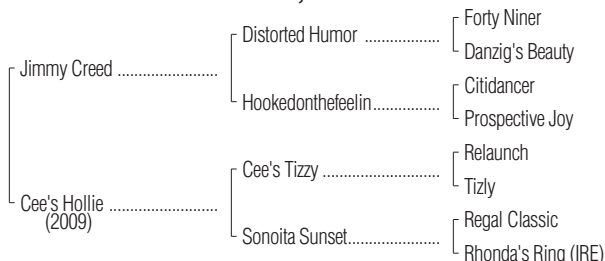 Forty Niner
Distorted Humor ..................
Danzig's Beauty
Jimmy Creed ........................
Citidancer
Hookedonthefeelin................
Prospective Joy
Relaunch
Cee's Tizzy ............................
Tizly
Cee's Hollie ..........................
(2009)
Regal Classic
Sonoita Sunset......................
Rhonda's Ring (IRE)